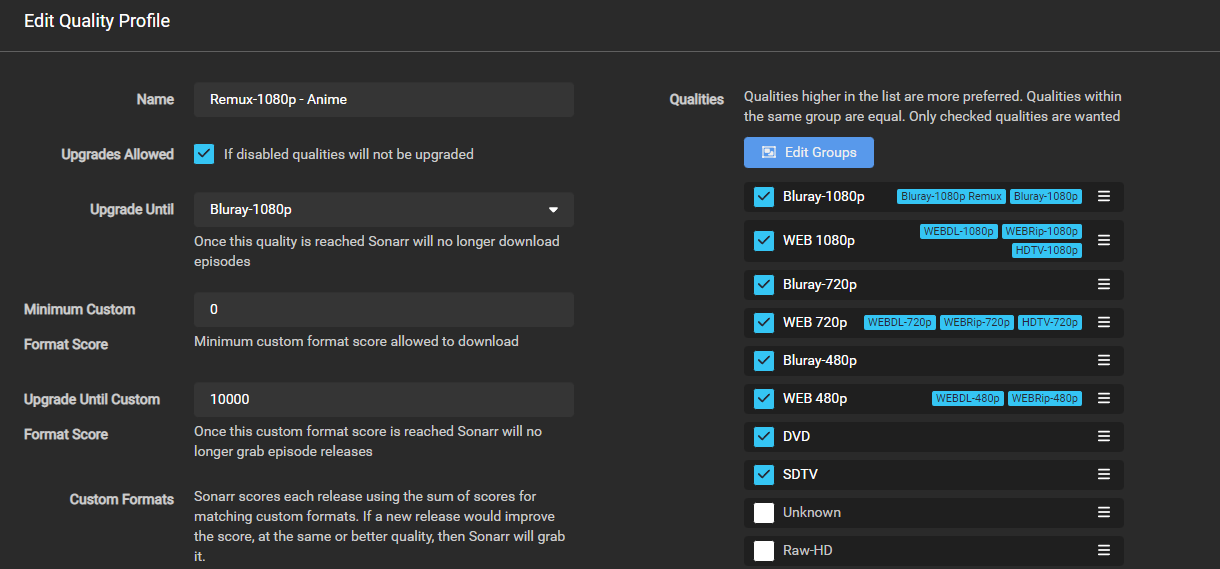 Edit Quality Profile
Name
Remux-1080p - Anime
Upgrades Allowed
If disabled qualities will not be upgraded
Upgrade Until
Bluray-1080p
Once this quality is reached Sonarr will no longer download
episodes
Minimum Custom
Format Score
0
Minimum custom format score allowed to download
Upgrade Until Custom
Format Score
10000
Once this custom format score is reached Sonarr will no
longer grab episode releases
Custom Formats
Sonarr scores each release using the sum of scores for
matching custom formats. If a new release would improve
the score, at the same or better quality, then Sonarr will grab
it.
Qualities
Qualities higher in the list are more preferred. Qualities within
the same group are equal. Only checked qualities are wanted
Edit Groups
Bluray-1080p Bluray-1080p Remux Bluray-1080p
WEB 1080p WEBDL-1080p WEBRip-1080p
HDTV-1080p
Bluray-720p
WEB 720p WEBDL-720p WEBRip-720p HDTV-720p
Bluray-480p
WEB 480p WEBDL-480p WEBRip-480p
DVD
SDTV
Unknown
Raw-HD